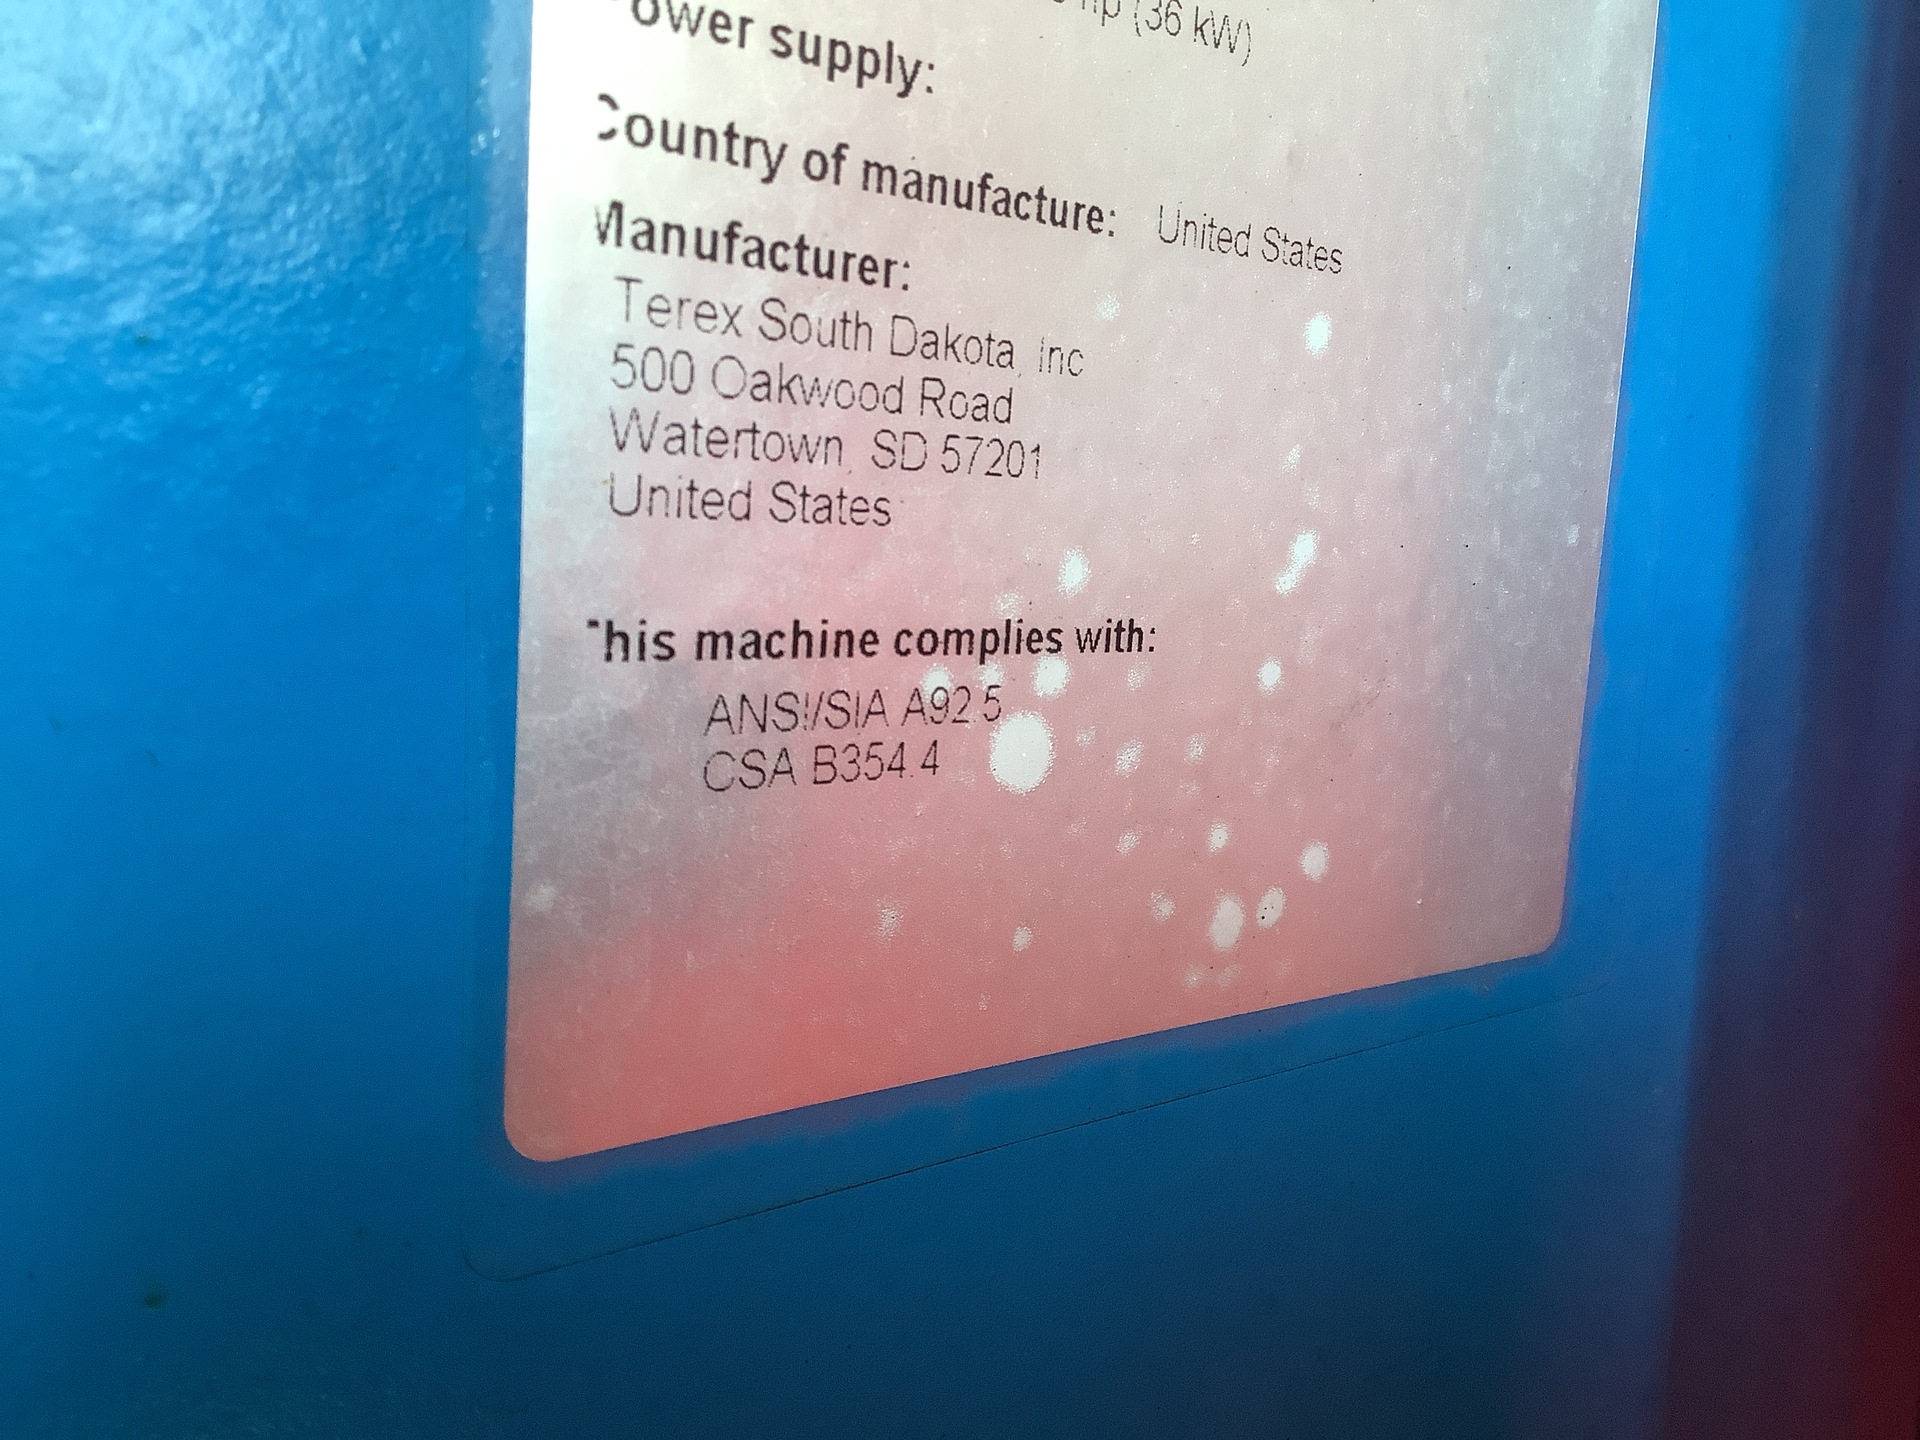 hp (36 kW)
Power supply:
Country of manufacture: United States
Manufacturer:
Terex South Dakota, Inc
500 Oakwood Road
Watertown, SD 57201
United States
This machine complies with:
ANSI/SIA A92.5
CSA B354.4